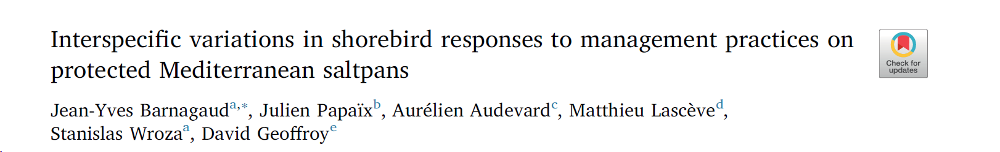 Interspecific variations in shorebird responses to management practices on
protected Mediterranean saltpans
Check for
updates
Jean-Yves Barnagaud a,*, Julien Papaïx b, Aurélien Audevard c, Matthieu Lascève d,
Stanislas Wroza a, David Geoffroy e